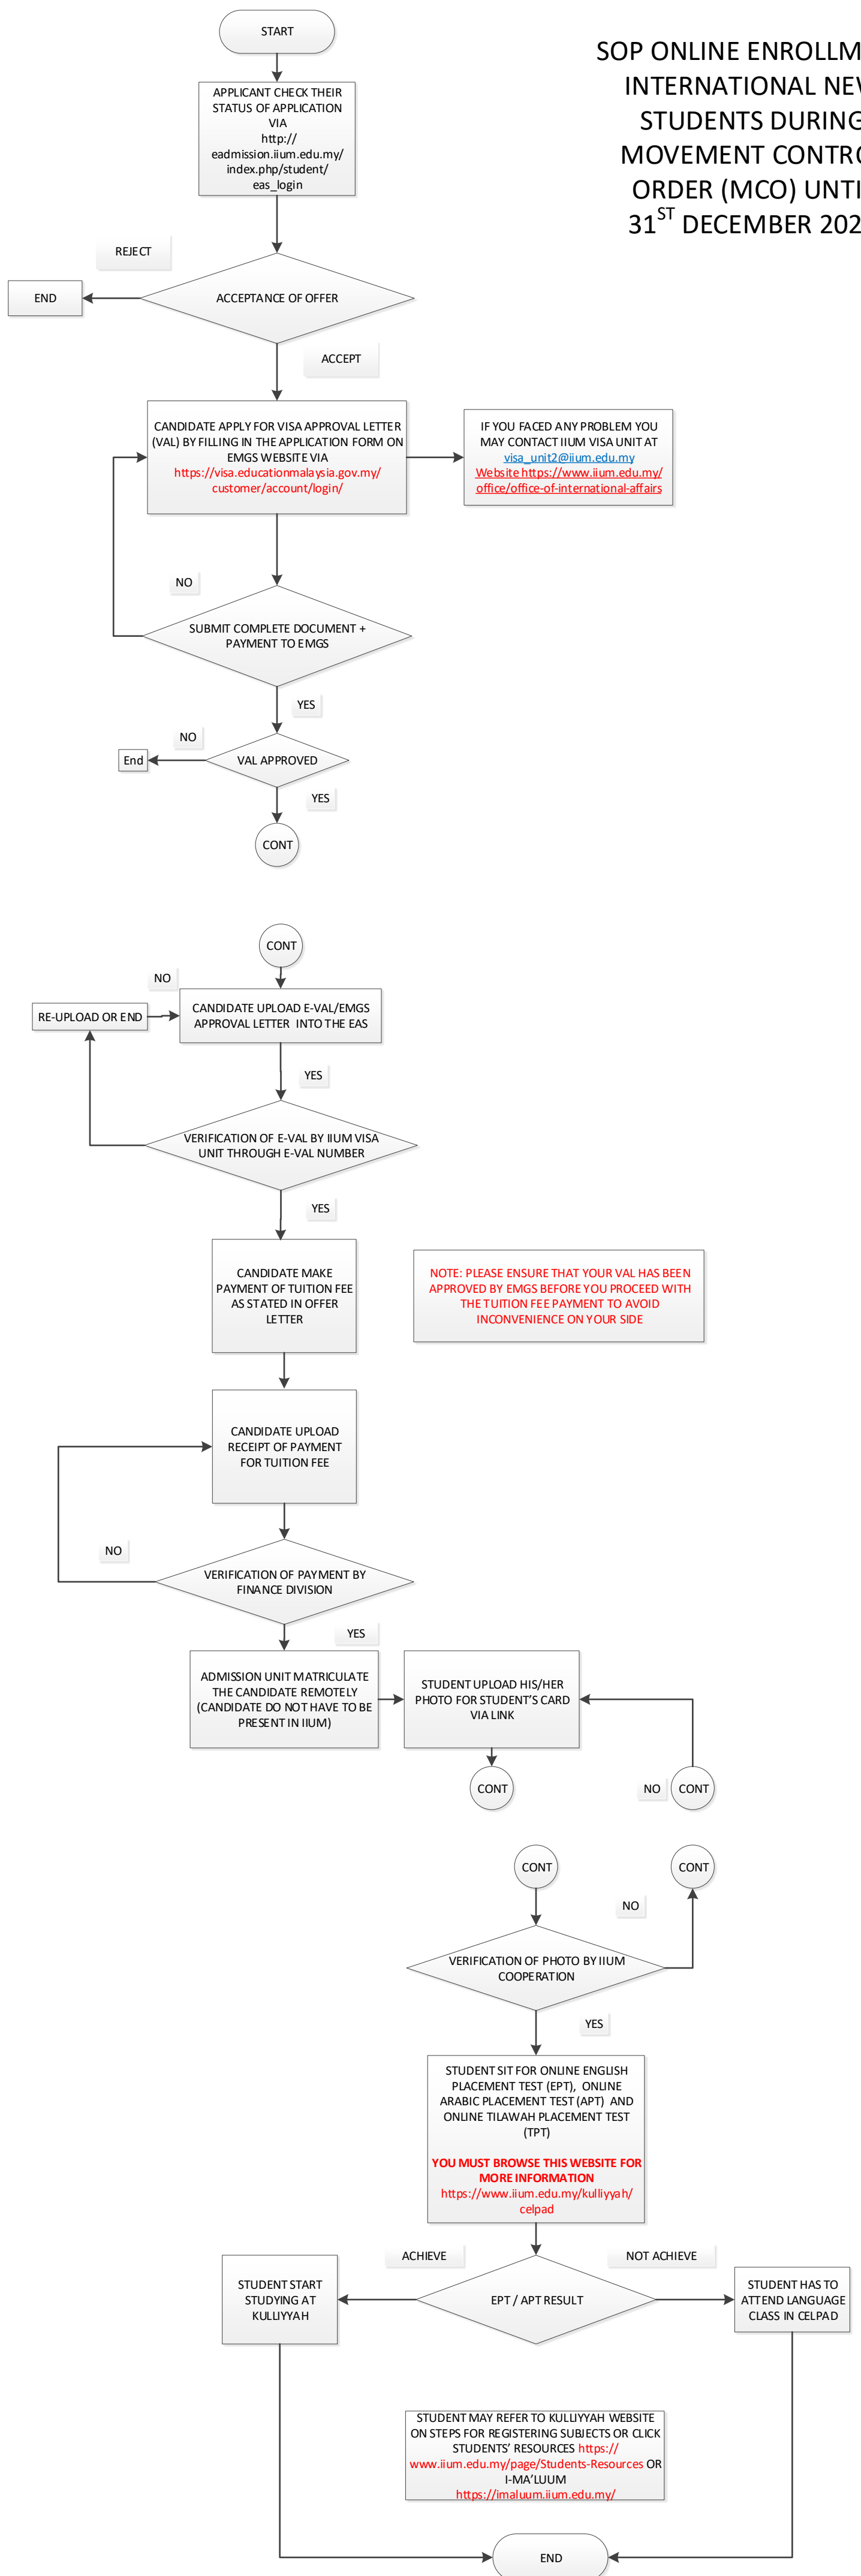 START
SOP ONLINE ENROLLM
INTERNATIONAL NEW
STUDENTS DURING
MOVEMENT CONTRO
ORDER (MCO) UNTI
31ST DECEMBER 202
APPLICANT CHECK THEIR
STATUS OF APPLICATION
VIA
http://
eadmission.iium.edu.my/
index.php/student/
eas_login
REJECT
END
ACCEPTANCE OF OFFER
ACCEPT
CANDIDATE APPLY FOR VISA APPROVAL LETTER
(VAL) BY FILLING IN THE APPLICATION FORM ON
EMGS WEBSITE VIA
https://visa.educationmalaysia.gov.my/
customer/account/login/
IF YOU FACED ANY PROBLEM YOU
MAY CONTACT IIUM VISA UNIT AT
visa_unit2@iium.edu.my
Website https://www.iium.edu.my/
office/office-of-international-affairs
NO
SUBMIT COMPLETE DOCUMENT +
PAYMENT TO EMGS
YES
NO
End
VAL APPROVED
YES
CONT
CONT
NO
RE-UPLOAD OR END
CANDIDATE UPLOAD E-VAL/EMGS
APPROVAL LETTER INTO THE EAS
YES
VERIFICATION OF E-VAL BY IIUM VISA
UNIT THROUGH E-VAL NUMBER
YES
CANDIDATE MAKE
PAYMENT OF TUITION FEE
AS STATED IN OFFER
LETTER
NOTE: PLEASE ENSURE THAT YOUR VAL HAS BEEN
APPROVED BY EMGS BEFORE YOU PROCEED WITH
THE TUITION FEE PAYMENT TO AVOID
INCONVENIENCE ON YOUR SIDE
CANDIDATE UPLOAD
RECEIPT OF PAYMENT
FOR TUITION FEE
NO
VERIFICATION OF PAYMENT BY
FINANCE DIVISION
YES
ADMISSION UNIT MATRICULATE
THE CANDIDATE REMOTELY
(CANDIDATE DO NOT HAVE TO BE
PRESENT IN IIUM)
STUDENT UPLOAD HIS/HER
PHOTO FOR STUDENT'S CARD
VIA LINK
CONT
NO
CONT
CONT
CONT
NO
VERIFICATION OF PHOTO BY IIUM
COOPERATION
YES
STUDENT SIT FOR ONLINE ENGLISH
PLACEMENT TEST (EPT), ONLINE
ARABIC PLACEMENT TEST (APT) AND
ONLINE TILAWAH PLACEMENT TEST
(TPT)
YOU MUST BROWSE THIS WEBSITE FOR
MORE INFORMATION
https://www.iium.edu.my/kulliyyah/
celpad
ACHIEVE
NOT ACHIEVE
STUDENT START
STUDYING AT
KULLIYYAH
EPT / APT RESULT
STUDENT HAS TO
ATTEND LANGUAGE
CLASS IN CELPAD
STUDENT MAY REFER TO KULLIYYAH WEBSITE
ON STEPS FOR REGISTERING SUBJECTS OR CLICK
STUDENTS' RESOURCES https://
www.iium.edu.my/page/Students-Resources OR
I-MA'LUUM
https://imaluum.iium.edu.my/
END